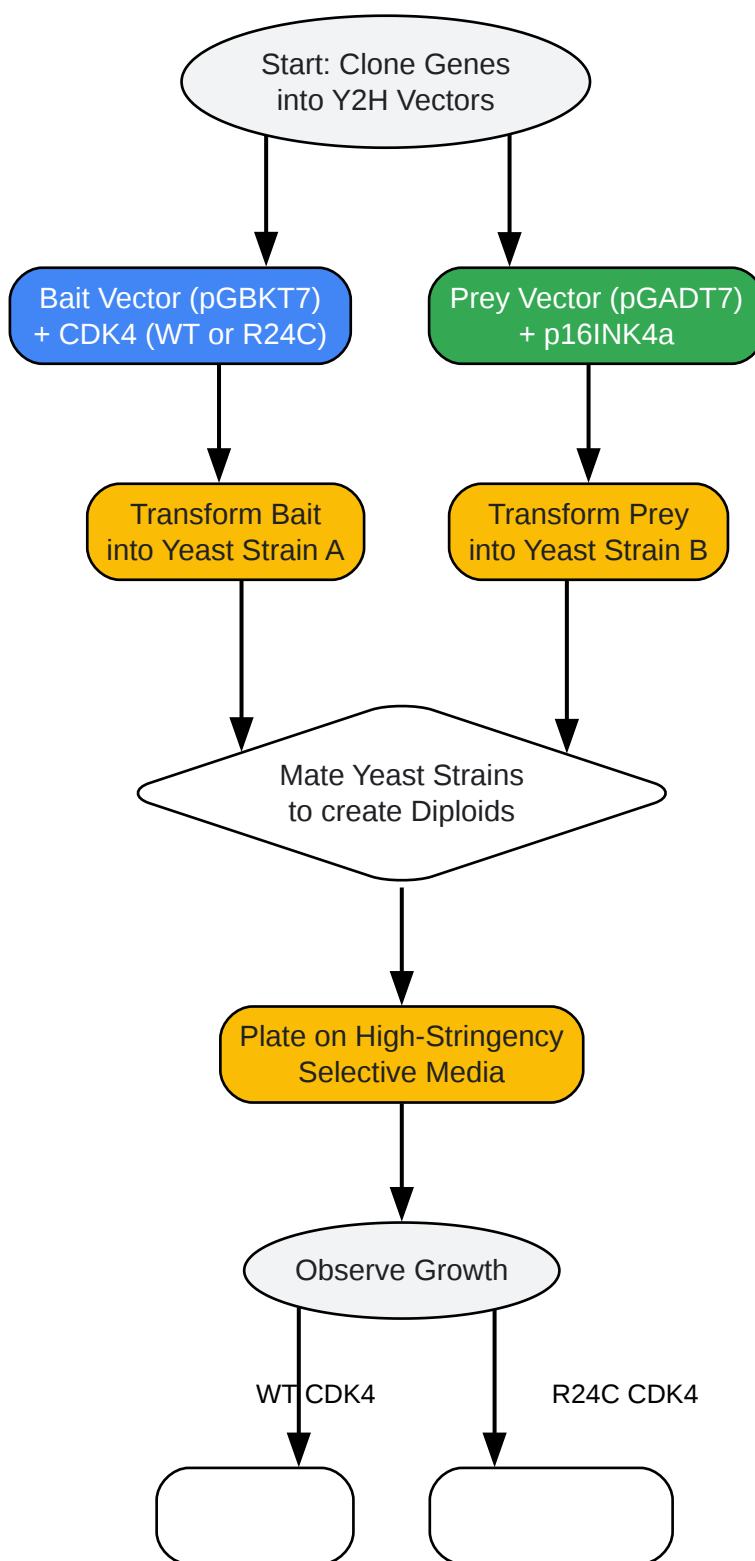 Start: Clone Genes
into Y2H Vectors
Bait Vector (pGBKT7)
+ CDK4 (WT or R24C)
Prey Vector (pGADT7)
+ p16INK4a
Transform Bait
into Yeast Strain A
Transform Prey
into Yeast Strain B
Mate Yeast Strains
to create Diploids
Plate on High-Stringency
Selective Media
Observe Growth
WT CDK4
R24C CDK4